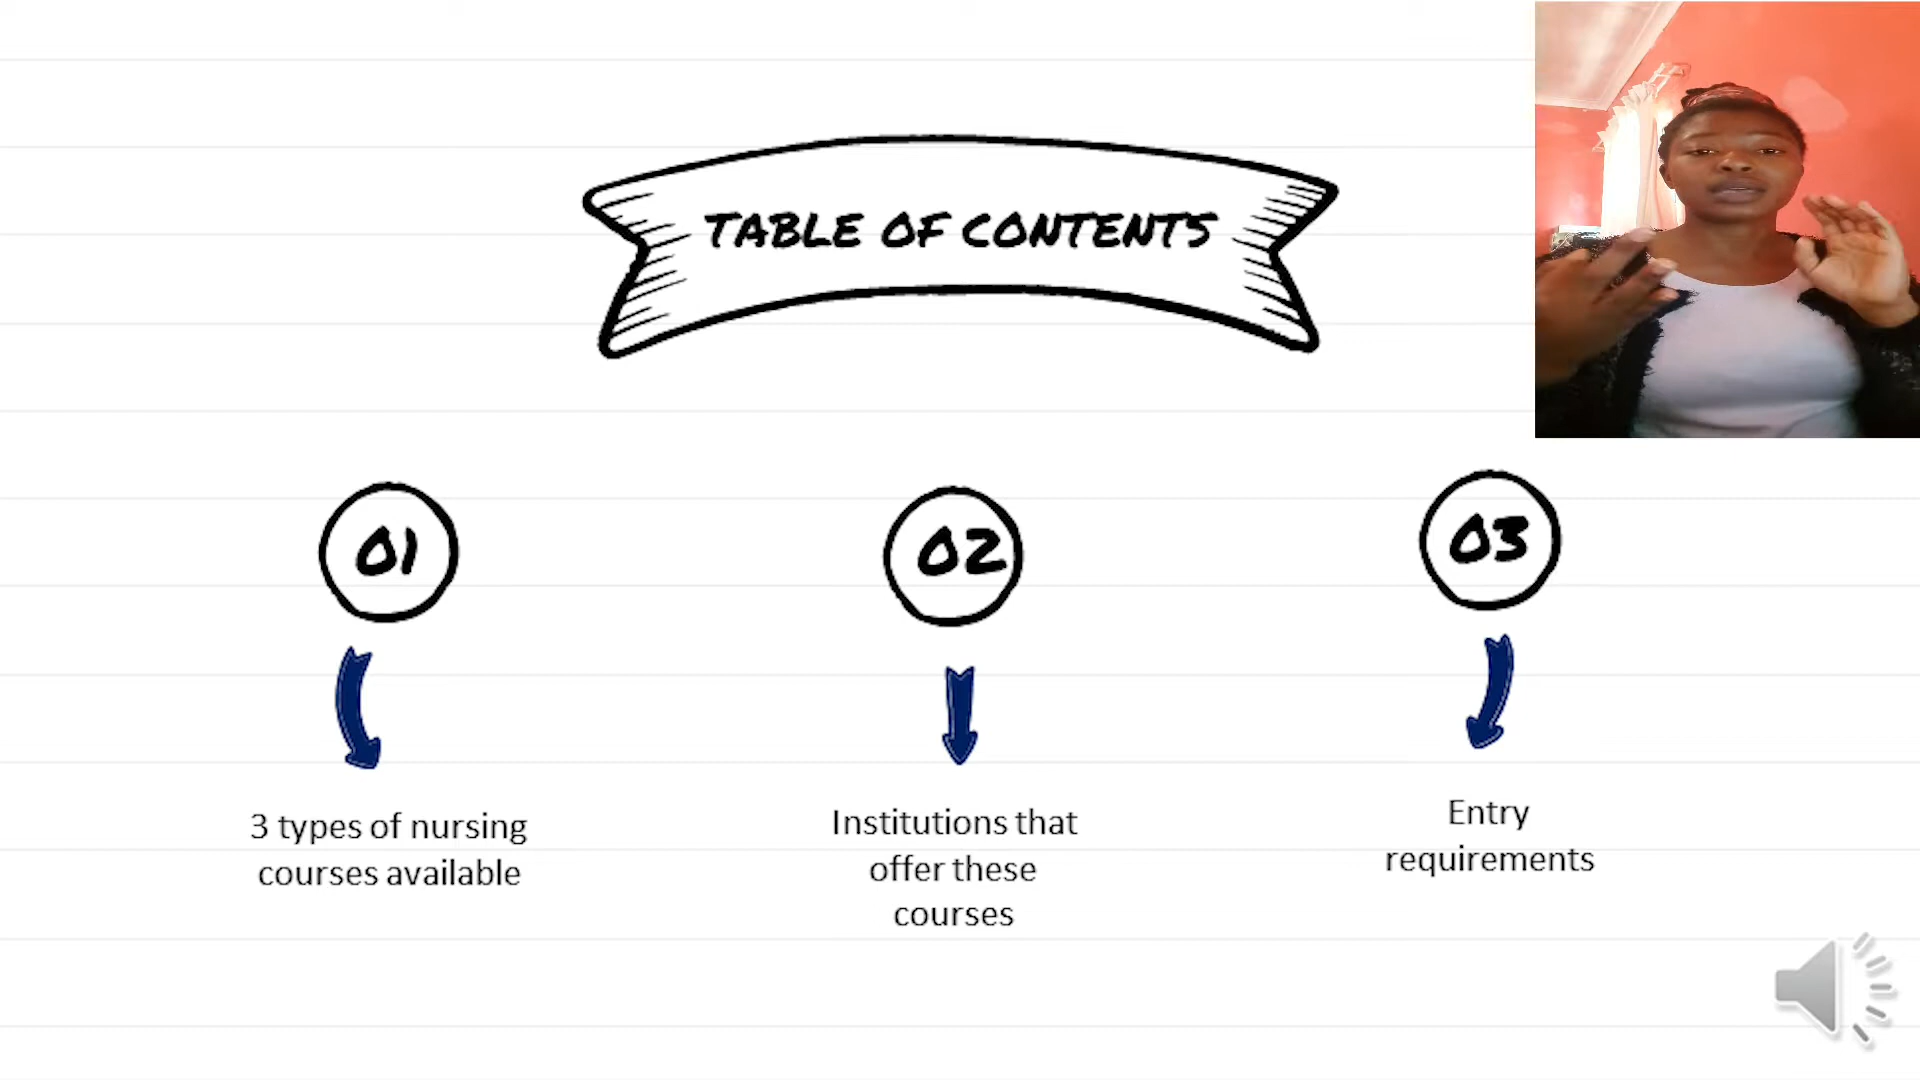 TABLE OF CONTENTS
01
3 types of nursing
courses available
02
Institutions that
offer these
courses
03
Entry
requirements